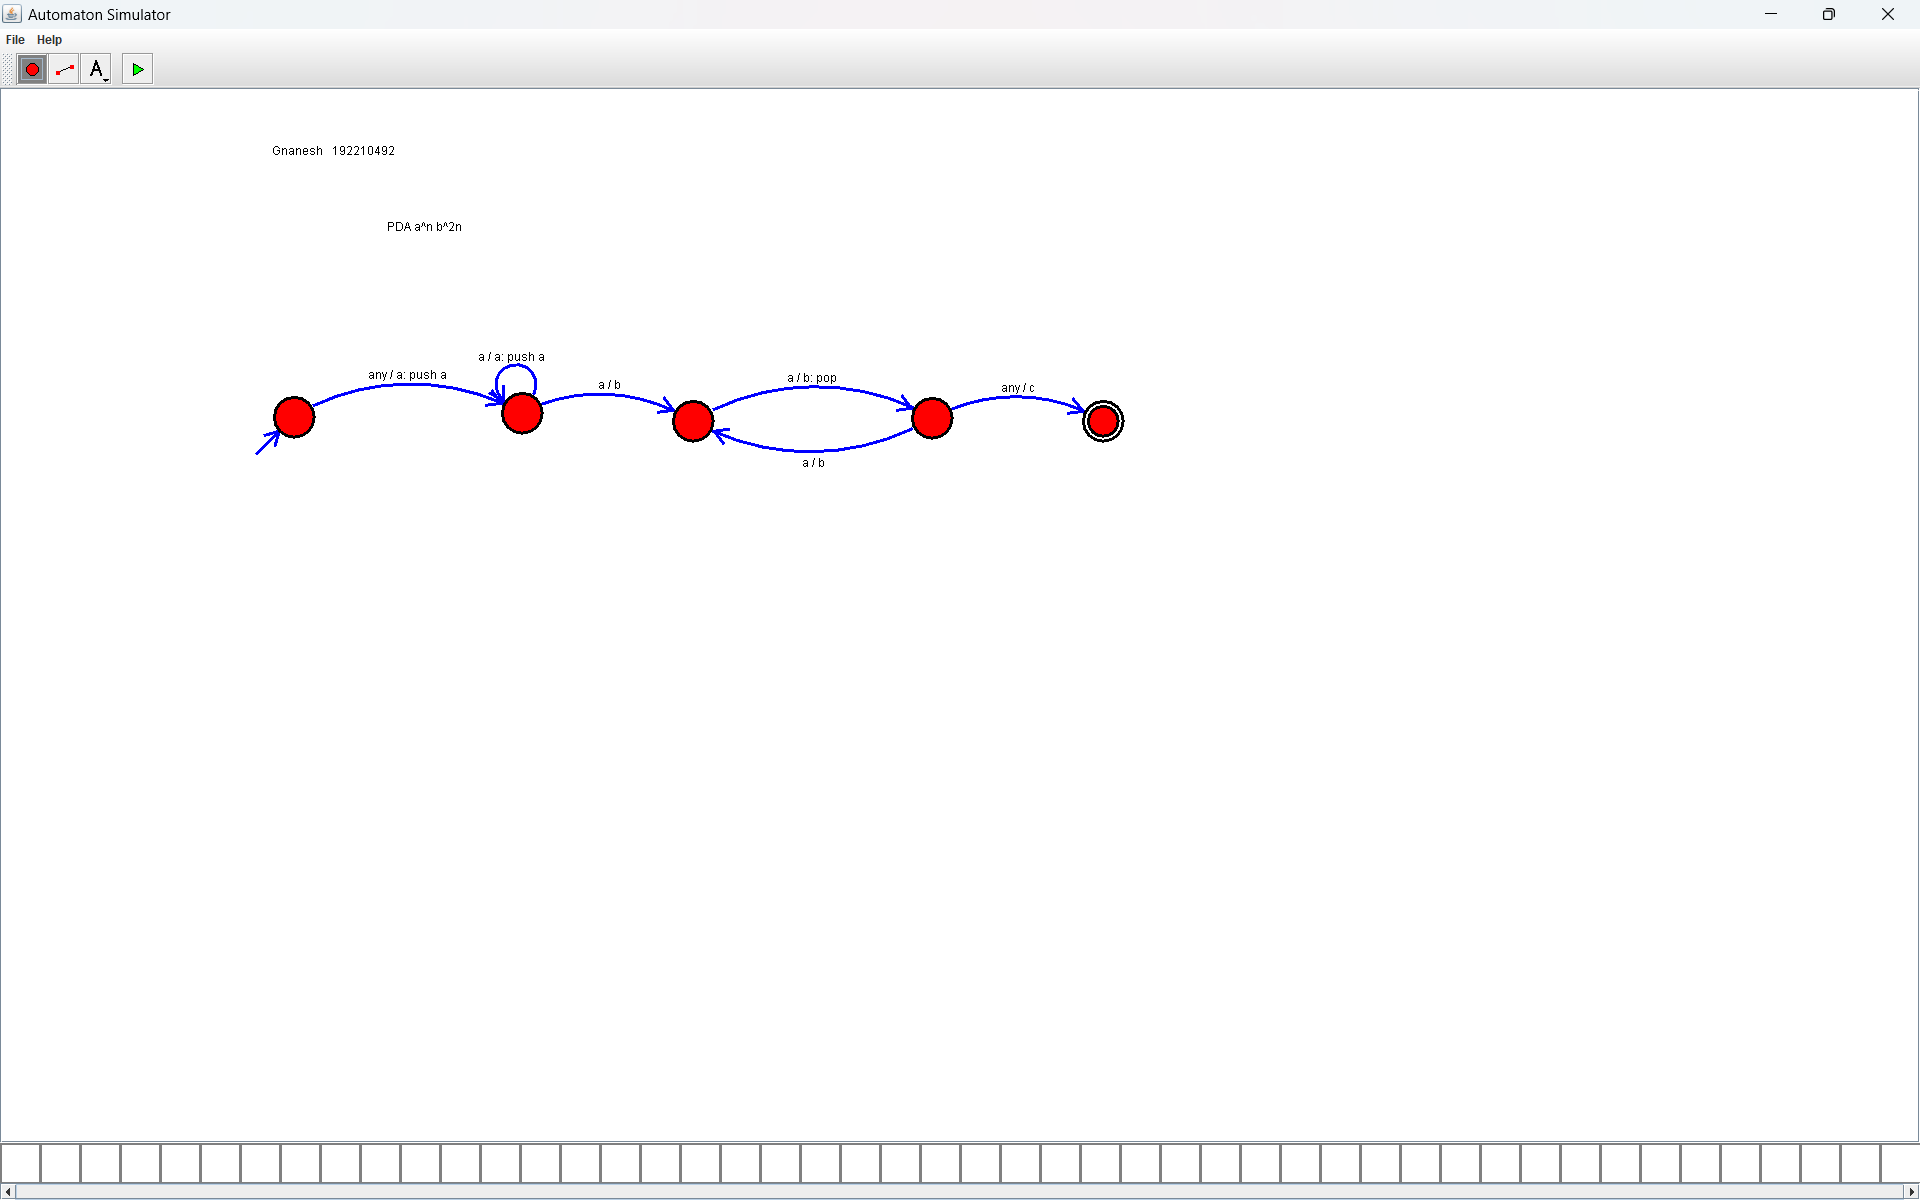 Automaton Simulator
File Help
A
Gnanesh 192210492
PDA a^n b^2n
a / a: push a
any / a: push a
a / b
a / b: pop
any / c
a / b